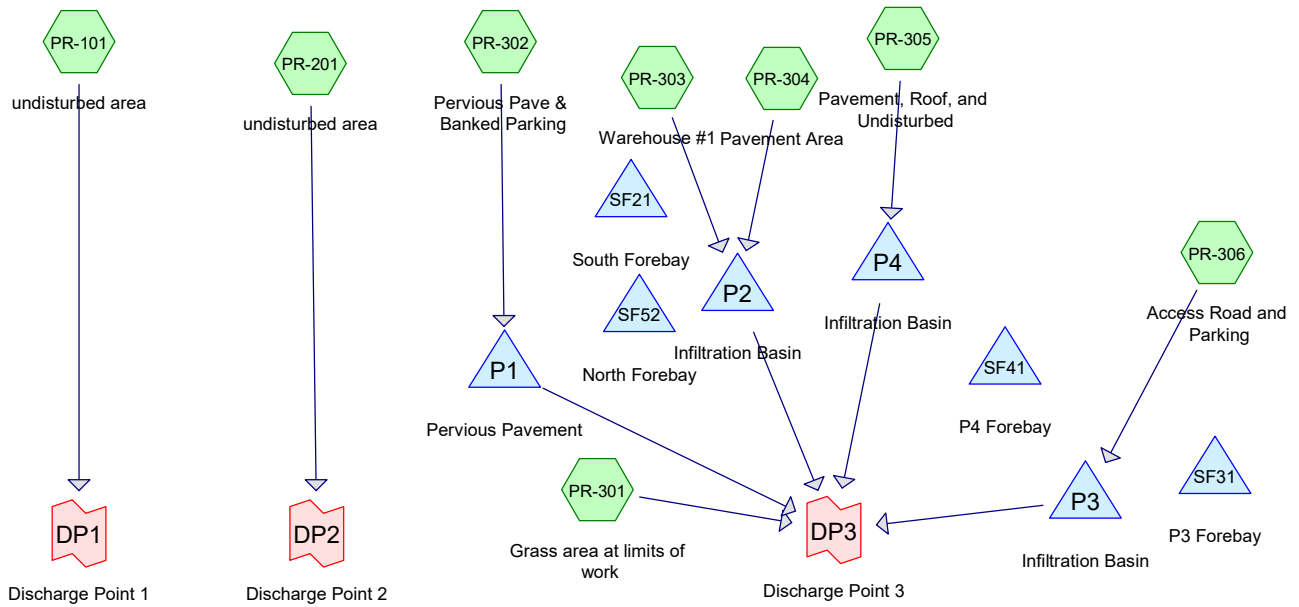 PR-101
undisturbed area
PR-201
undisturbed area
PR-302
Pervious Pave &
Banked Parking
PR-303
Warehouse #1
PR-304
Pavement Area
PR-305
Pavement, Roof, and
Undisturbed
SF21
South Forebay
SF52
North Forebay
P2
Infiltration Basin
P4
Infiltration Basin
PR-306
Access Road and
Parking
P1
Pervious Pavement
SF41
P4 Forebay
SF31
P3 Forebay
P3
Infiltration Basin
PR-301
Grass area at limits of
work
DP1
Discharge Point 1
DP2
Discharge Point 2
DP3
Discharge Point 3